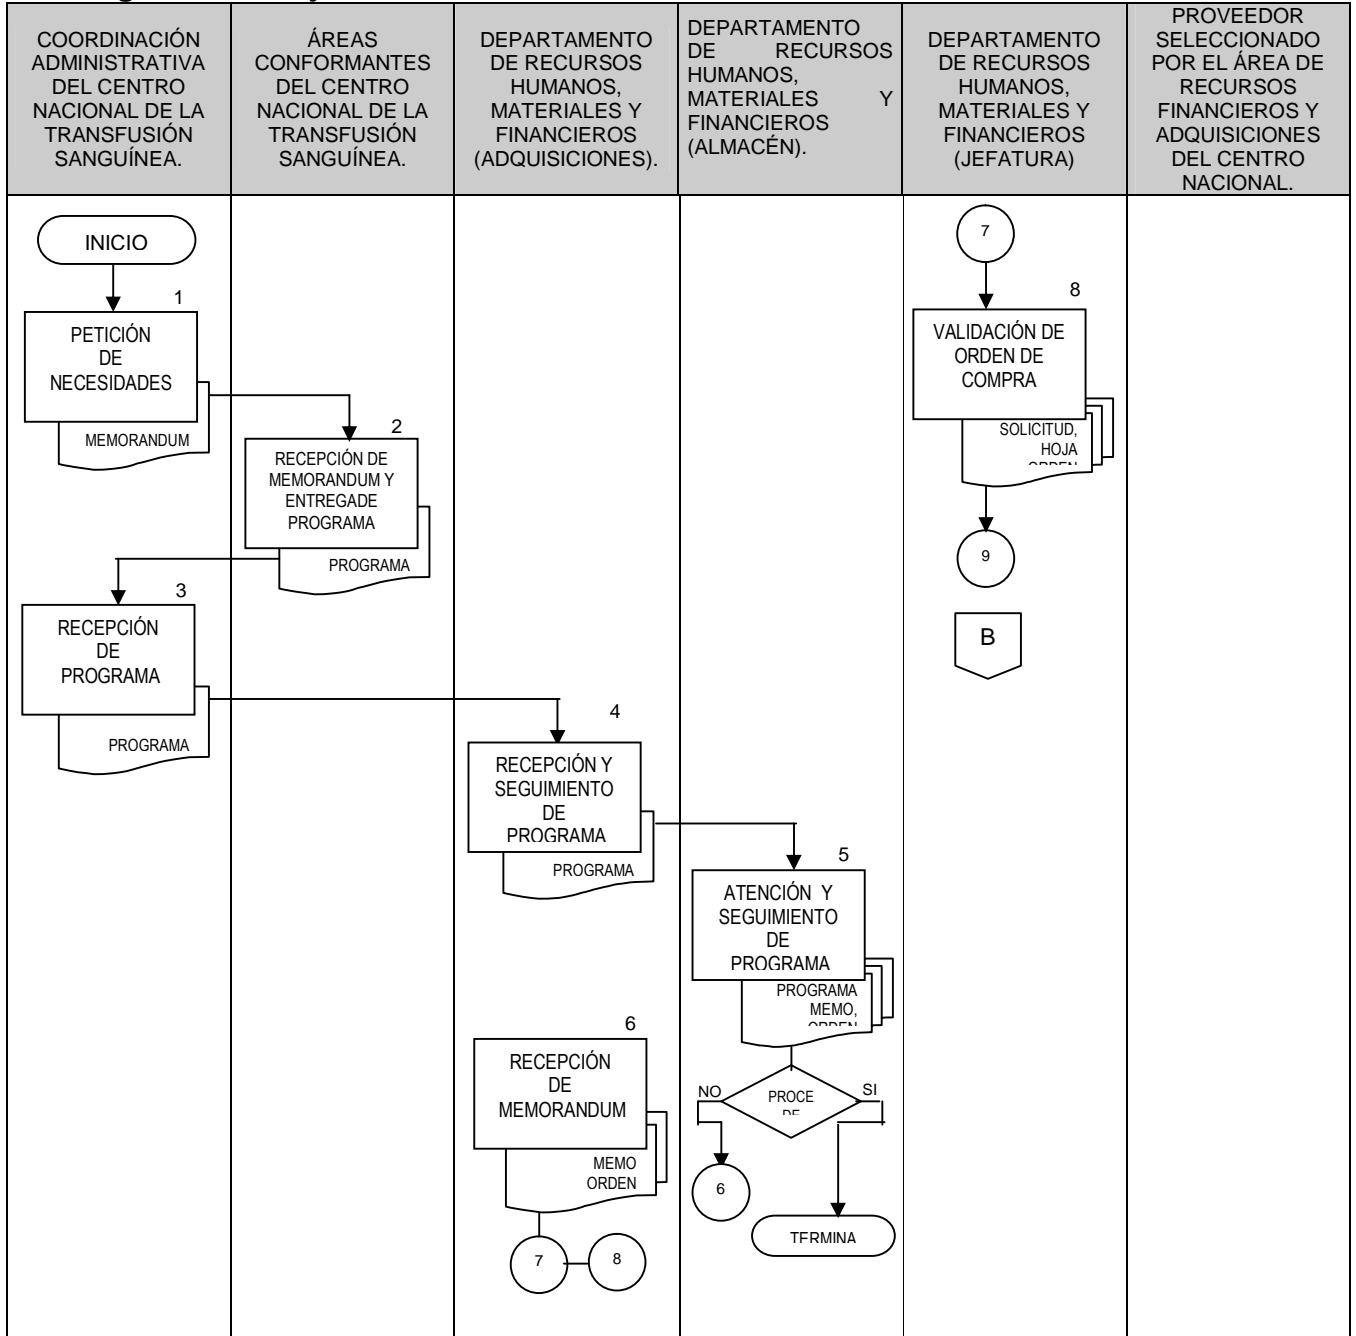 COORDINACIÓN
ADMINISTRATIVA
DEL CENTRO
NACIONAL DE LA
TRANSFUSIÓN
SANGUÍNEA.
ÁREAS
CONFORMANTES
DEL CENTRO
NACIONAL DE LA
TRANSFUSIÓN
SANGUÍNEA.
DEPARTAMENTO
DE RECURSOS
HUMANOS,
MATERIALES Y
FINANCIEROS
(ADQUISICIONES).
DEPARTAMENTO
DE RECURSOS
HUMANOS,
MATERIALES Y
FINANCIEROS
(ALMACÉN).
DEPARTAMENTO
DE RECURSOS
HUMANOS,
MATERIALES Y
FINANCIEROS
(JEFATURA)
PROVEEDOR
SELECCIONADO
POR EL ÁREA DE
RECURSOS
FINANCIEROS Y
ADQUISICIONES
DEL CENTRO
NACIONAL.
INICIO
1
PETICIÓN
DE
NECESIDADES
MEMORANDUM
2
RECEPCIÓN DE
MEMORANDUM Y
ENTREGADE
PROGRAMA
PROGRAMA
3
RECEPCIÓN
DE
PROGRAMA
PROGRAMA
4
RECEPCIÓN Y
SEGUIMIENTO
DE
PROGRAMA
PROGRAMA
5
ATENCIÓN Y
SEGUIMIENTO
DE
PROGRAMA
PROGRAMA
MEMO,
ORDEN
NO
PROCE
DE
SI
6
TERMINA
6
RECEPCIÓN
DE
MEMORANDUM
MEMO
ORDEN
7
8
7
8
VALIDACIÓN DE
ORDEN DE
COMPRA
SOLICITUD,
HOJA
ORDEN
9
B